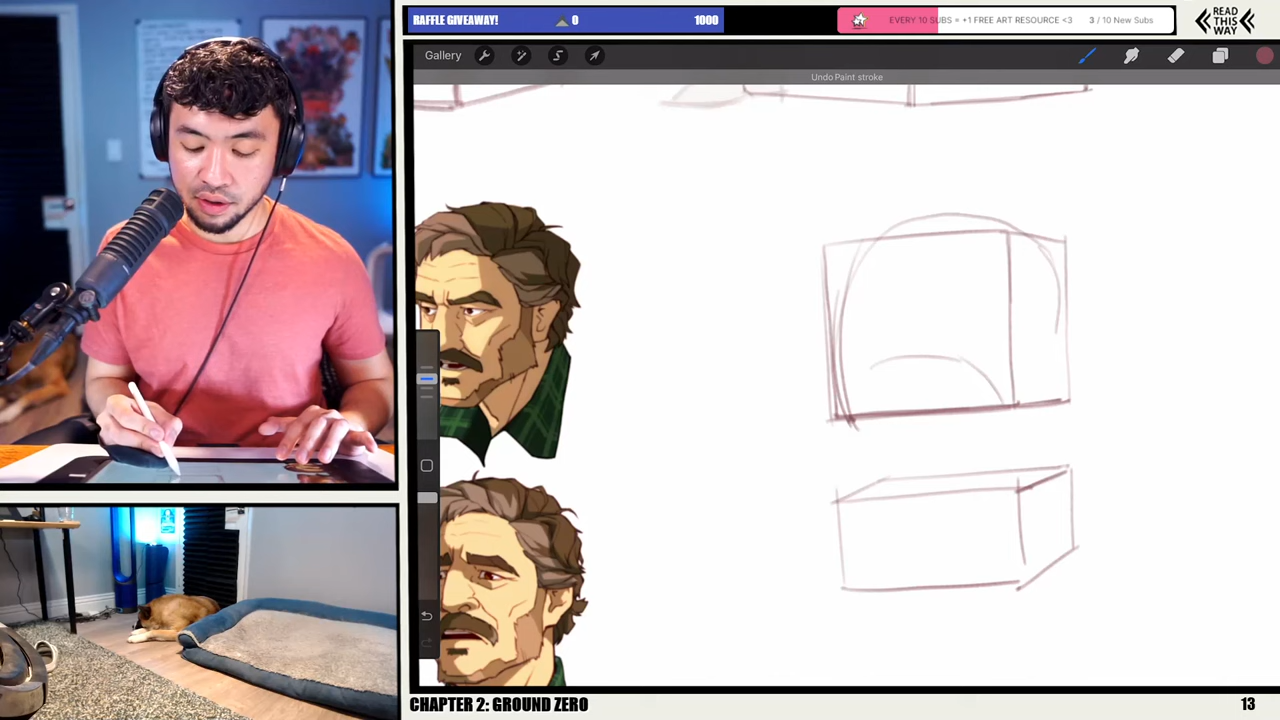 RAFFLE GIVEAWAY! 0 1000
EVERY 10 SUBS = +1 FREE ART RESOURCE <3 3 / 10 New Subs
READ
THIS
WAY
Gallery
Undo Paint stroke
CHAPTER 2: GROUND ZERO
13